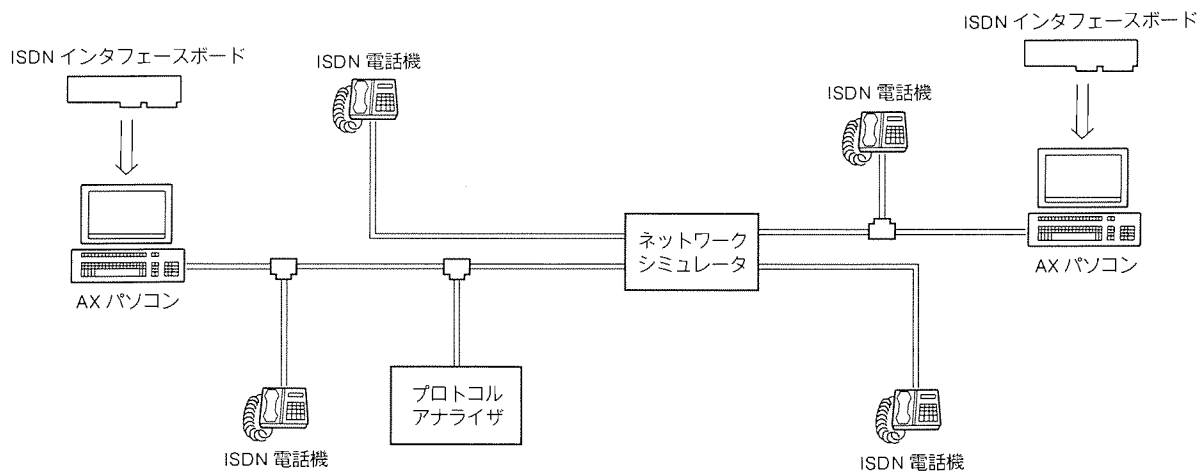 ISDN インタフェースボード
ISDN 電話機
ISDN 電話機
ISDN インタフェースボード
AX パソコン
ネットワーク
シミュレータ
AX パソコン
プロトコル
アナライザ
ISDN 電話機
ISDN 電話機